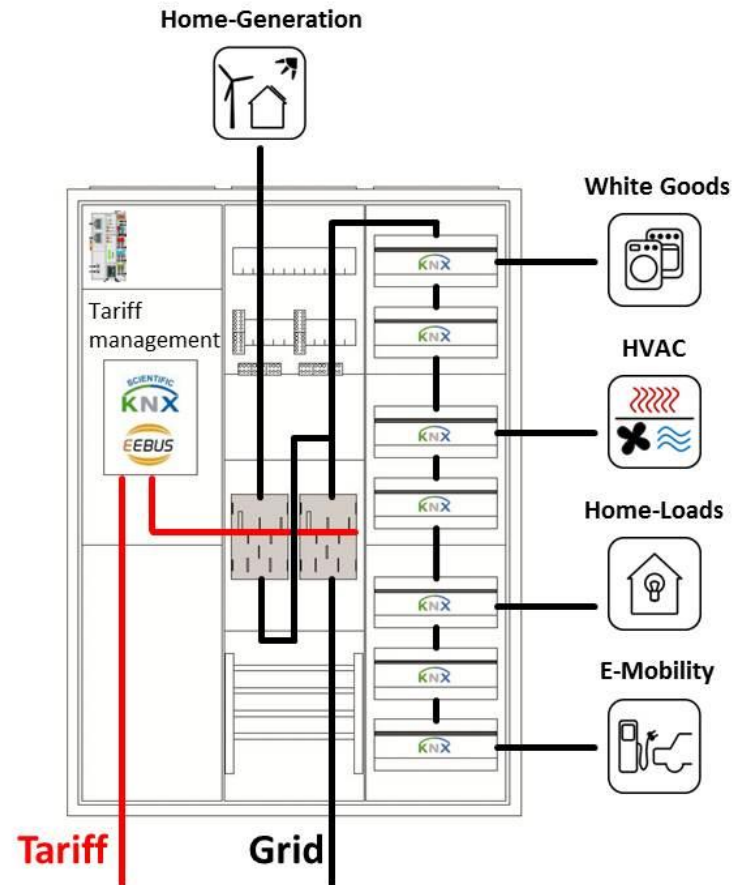 Home-Generation
White Goods
KNX
Tariff
management
KNX
HVAC
SCIENTIFIC
KNX
EEBUS
KNX
KNX
Home-Loads
KNX
E-Mobility
KNX
KNX
Tariff
Grid